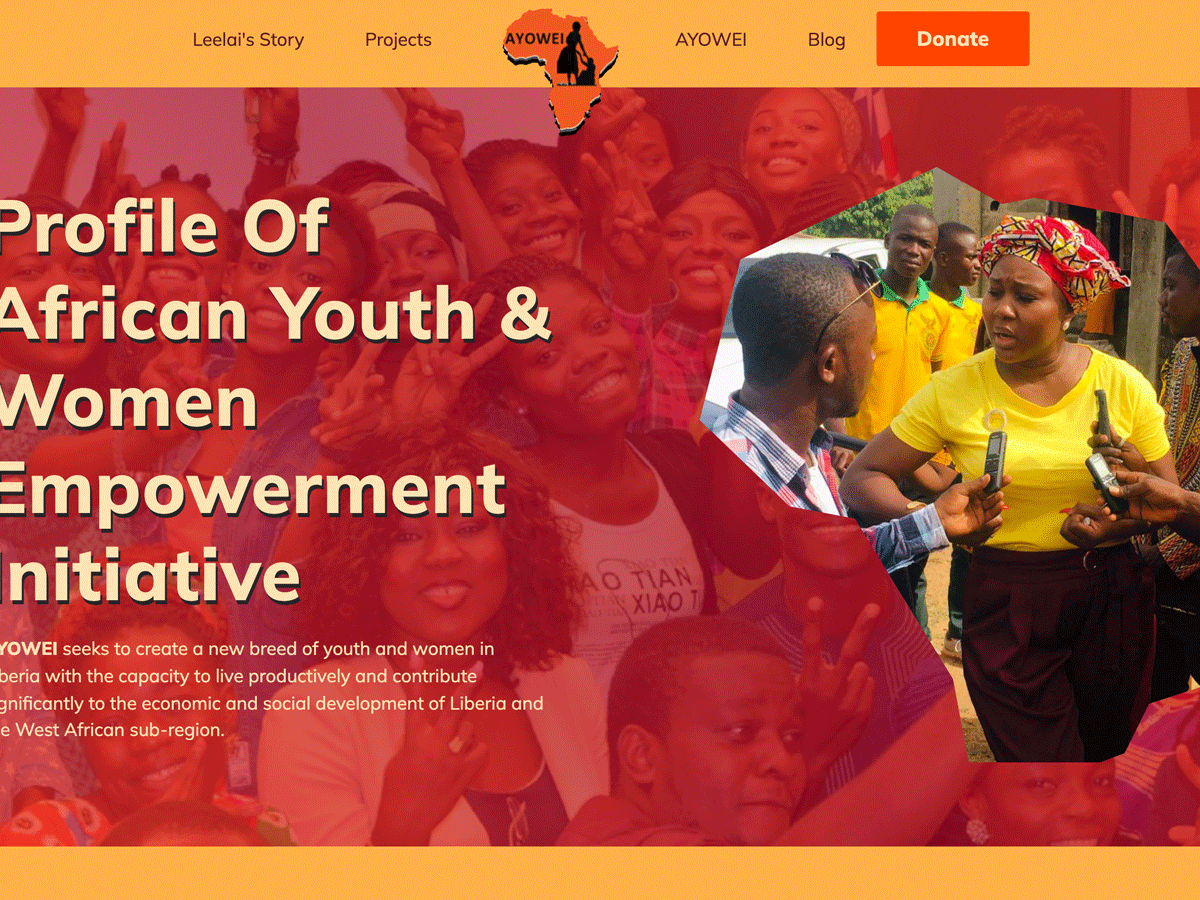 Leelai's Story
Projects
AYOWEI
AYOWEI
Blog
Donate
Profile Of
African Youth &
Women
Empowerment
Initiative
YOWEI seeks to create a new breed of youth and women in
beria with the capacity to live productively and contribute
gnificantly to the economic and social development of Liberia and
e West African sub-region.
AO TIAN
XIAO T